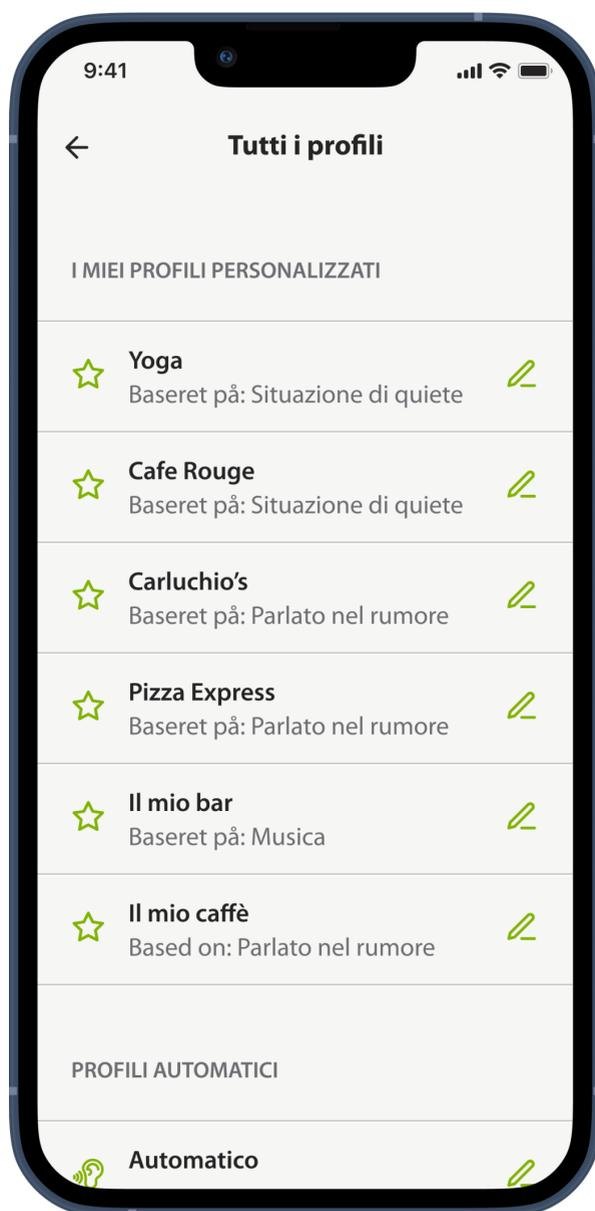 9:41
Tutti i profili
I MIEI PROFILI PERSONALIZZATI
Yoga
Baseret på: Situazione di quiete
Cafe Rouge
Baseret på: Situazione di quiete
Carluchio’s
Baseret på: Parlato nel rumore
Pizza Express
Baseret på: Parlato nel rumore
Il mio bar
Baseret på: Musica
Il mio caffè
Based on: Parlato nel rumore
PROFILI AUTOMATICI
Automatico